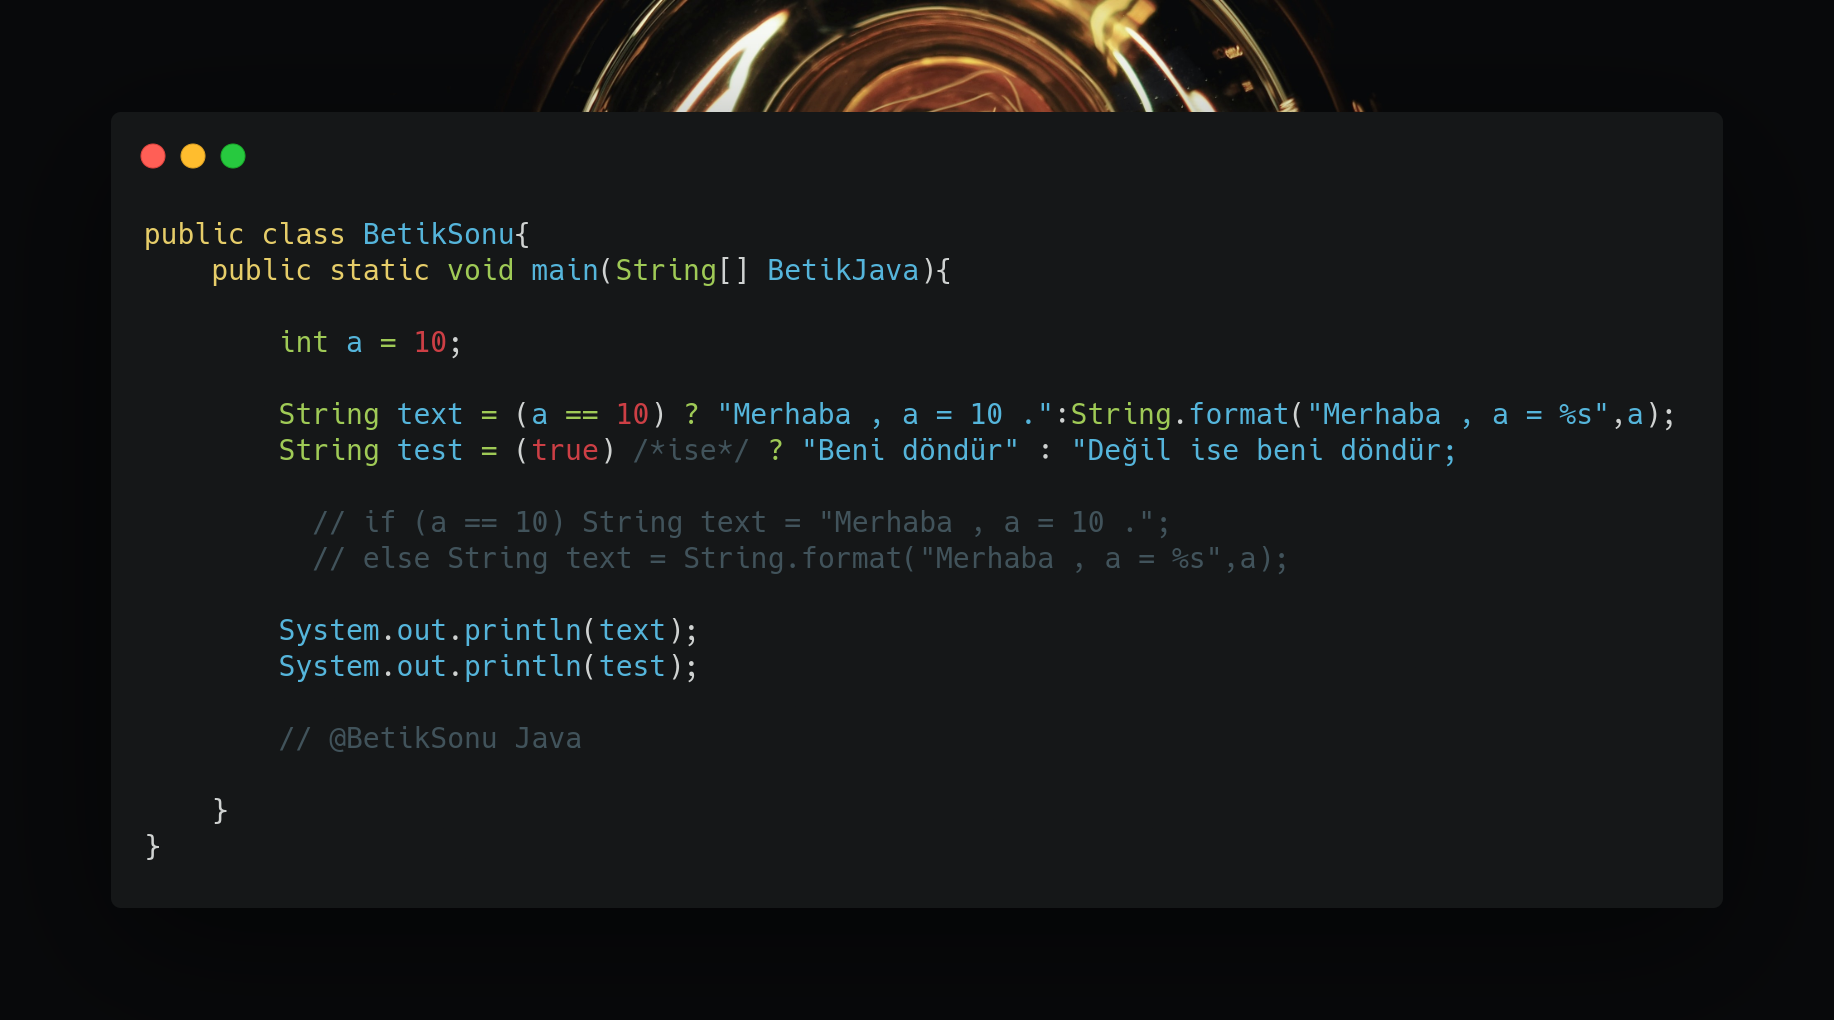 public class BetikSonu{
    public static void main(String[] BetikJava){
        int a = 10;
        String text = (a == 10) ? "Merhaba , a = 10 .":String.format("Merhaba , a = %s",a);
        String test = (true) /*ise*/ ? "Beni döndür" : "Değil ise beni döndür;
          // if (a == 10) String text = "Merhaba , a = 10 .";
          // else String text = String.format("Merhaba , a = %s",a);
        System.out.println(text);
        System.out.println(test);
        // @BetikSonu Java
    }
}